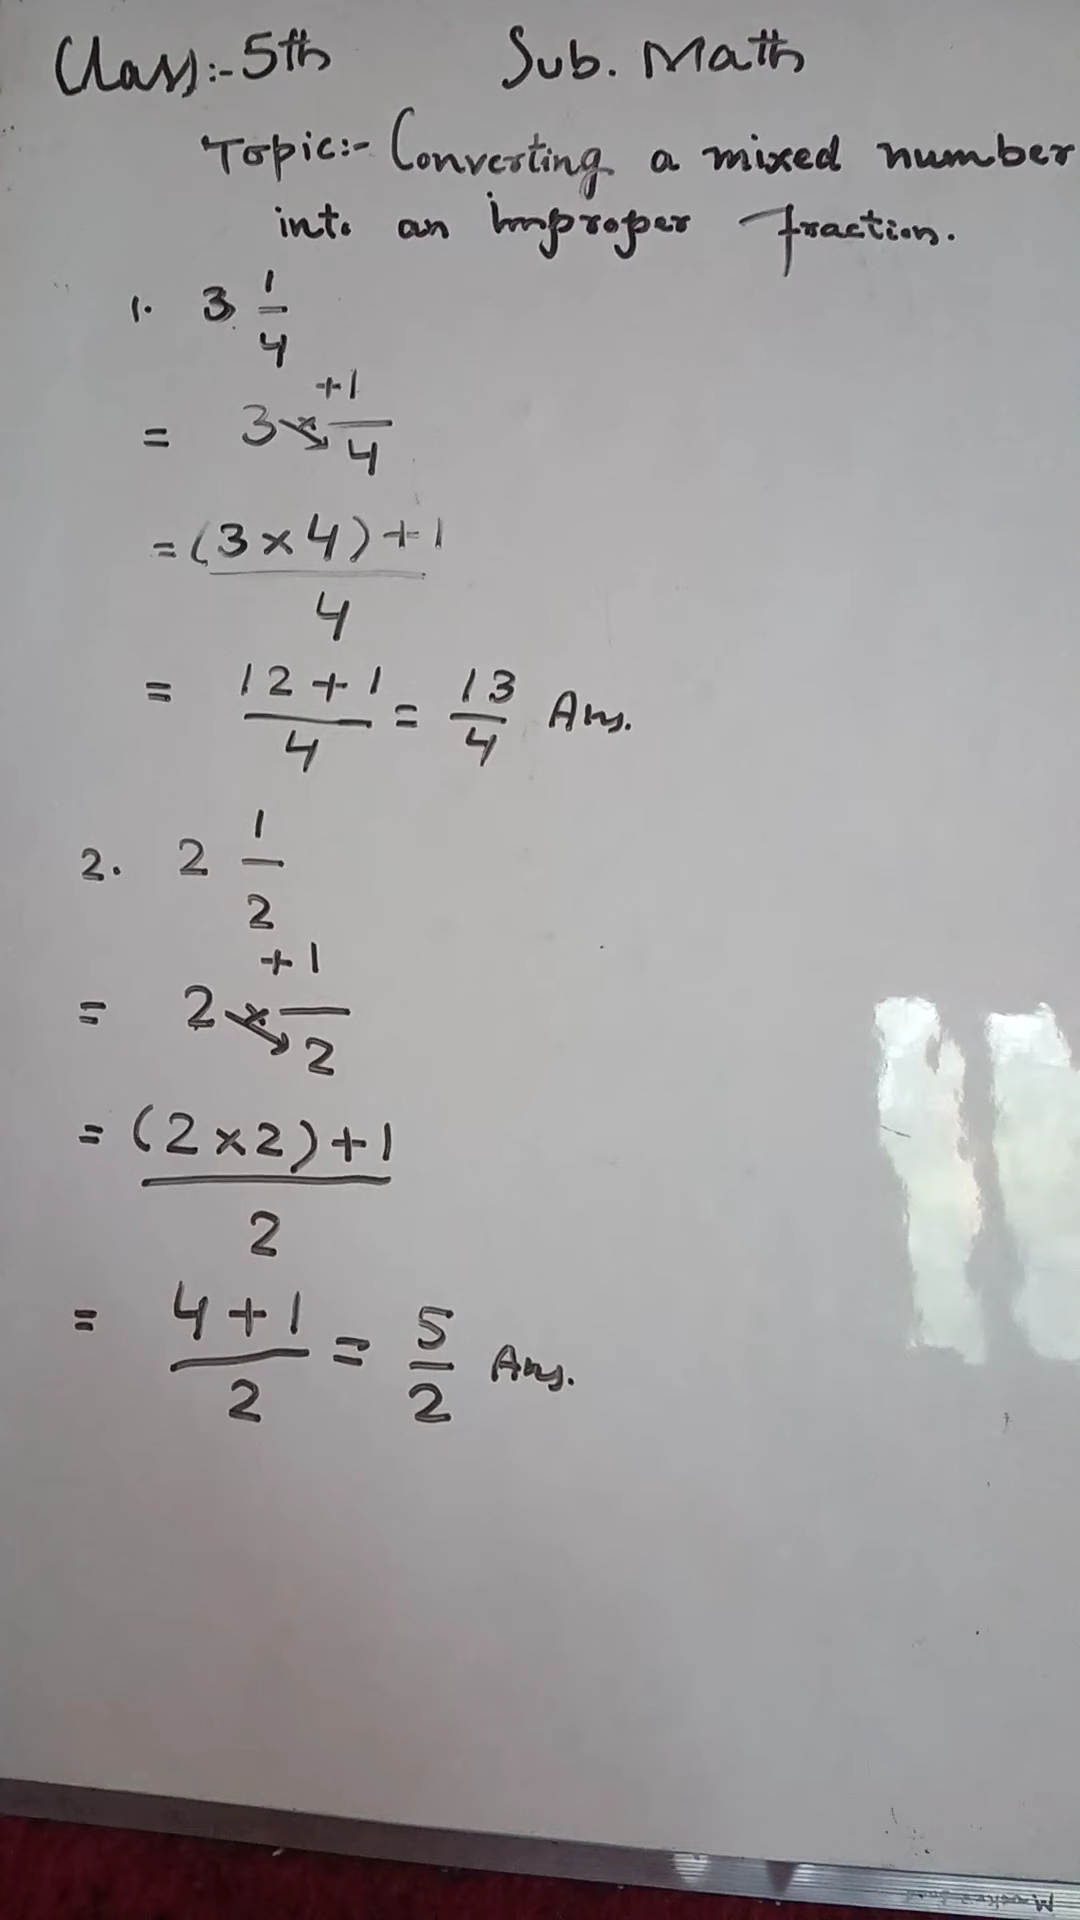 Class:- 5th Sub. Math
Topic:- Converting a mixed number
into an improper fraction.
1. 3 1/4
= 3 × +1/4
= (3 × 4) + 1 / 4
= 12 + 1 / 4 = 13/4 Ans.
2. 2 1/2
= 2 × +1/2
= (2 × 2) + 1 / 2
= 4 + 1 / 2 = 5/2 Ans.